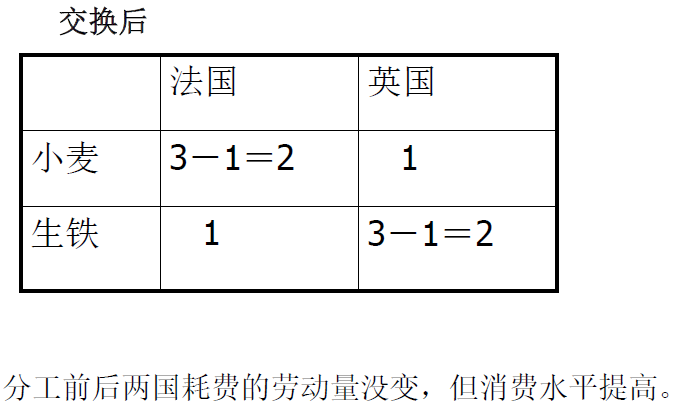 交换后
法国 英国
小麦 3－1＝2 1
生铁 1 3－1＝2
分工前后两国耗费的劳动量没变，但消费水平提高。